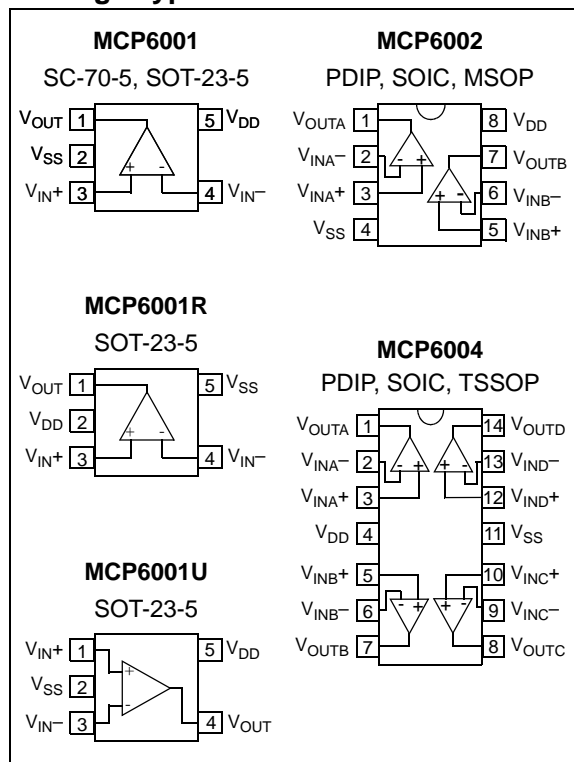 MCP6001
SC-70-5, SOT-23-5
VOUT 1 5 VDD
VSS 2
VIN+ 3 4 VIN–
+ -
MCP6001R
SOT-23-5
VOUT 1 5 VSS
VDD 2
VIN+ 3 4 VIN–
+ -
MCP6001U
SOT-23-5
VIN+ 1 5 VDD
VSS 2
VIN– 3 4 VOUT
+
-
MCP6002
PDIP, SOIC, MSOP
VOUTA 1 8 VDD
VINA– 2 - + 7 VOUTB
VINA+ 3 + - 6 VINB–
VSS 4 5 VINB+
MCP6004
PDIP, SOIC, TSSOP
VOUTA 1 14 VOUTD
VINA– 2 - + + - 13 VIND–
VINA+ 3 12 VIND+
VDD 4 11 VSS
VINB+ 5 10 VINC+
VINB– 6 - + + - 9 VINC–
VOUTB 7 8 VOUTC